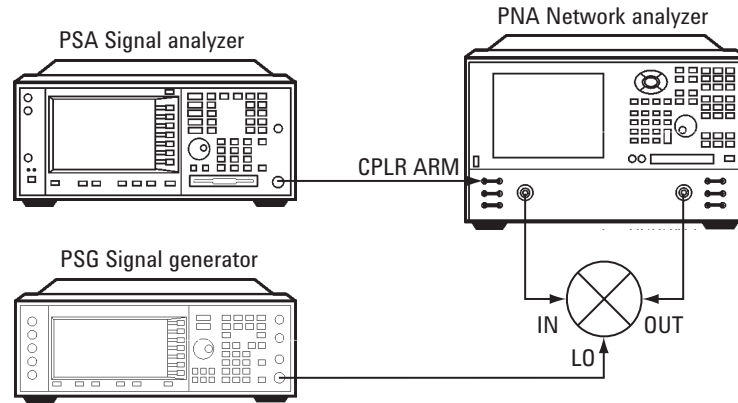 PNA Network analyzer
PSA Signal analyzer
CPLR ARM
PSG Signal generator
IN
OUT
LO